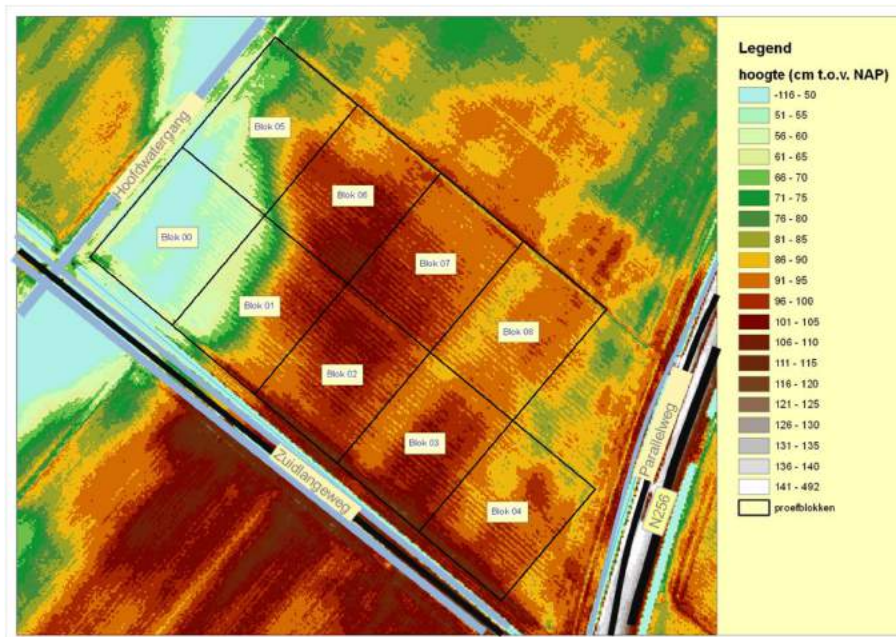 Legend
hoogte (cm t.o.v. NAP)
-116 - 50
51 - 55
56 - 60
61 - 65
66 - 70
71 - 75
76 - 80
81 - 85
86 - 90
91 - 95
96 - 100
101 - 105
106 - 110
111 - 115
116 - 120
121 - 125
126 - 130
131 - 135
136 - 140
141 - 492
proefblokken
Hoofdwatergang
Blok 05
Blok 06
Blok 00
Blok 07
Blok 01
Blok 08
Blok 02
Blok 03
Blok 04
Zuidlangeweg
Parallelweg
N256